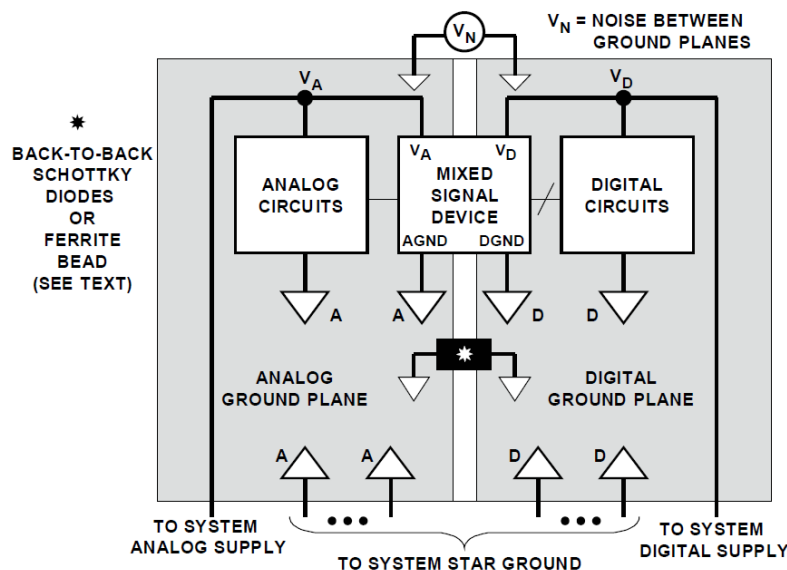 V_N = NOISE BETWEEN
GROUND PLANES
V_N
V_A
V_D
BACK-TO-BACK
SCHOTTKY
DIODES
OR
FERRITE
BEAD
(SEE TEXT)
ANALOG
CIRCUITS
V_A V_D
MIXED
SIGNAL
DEVICE
AGND DGND
DIGITAL
CIRCUITS
A
A
D
D
ANALOG
GROUND PLANE
DIGITAL
GROUND PLANE
A
A
D
D
TO SYSTEM
ANALOG SUPPLY
TO SYSTEM STAR GROUND
TO SYSTEM
DIGITAL SUPPLY